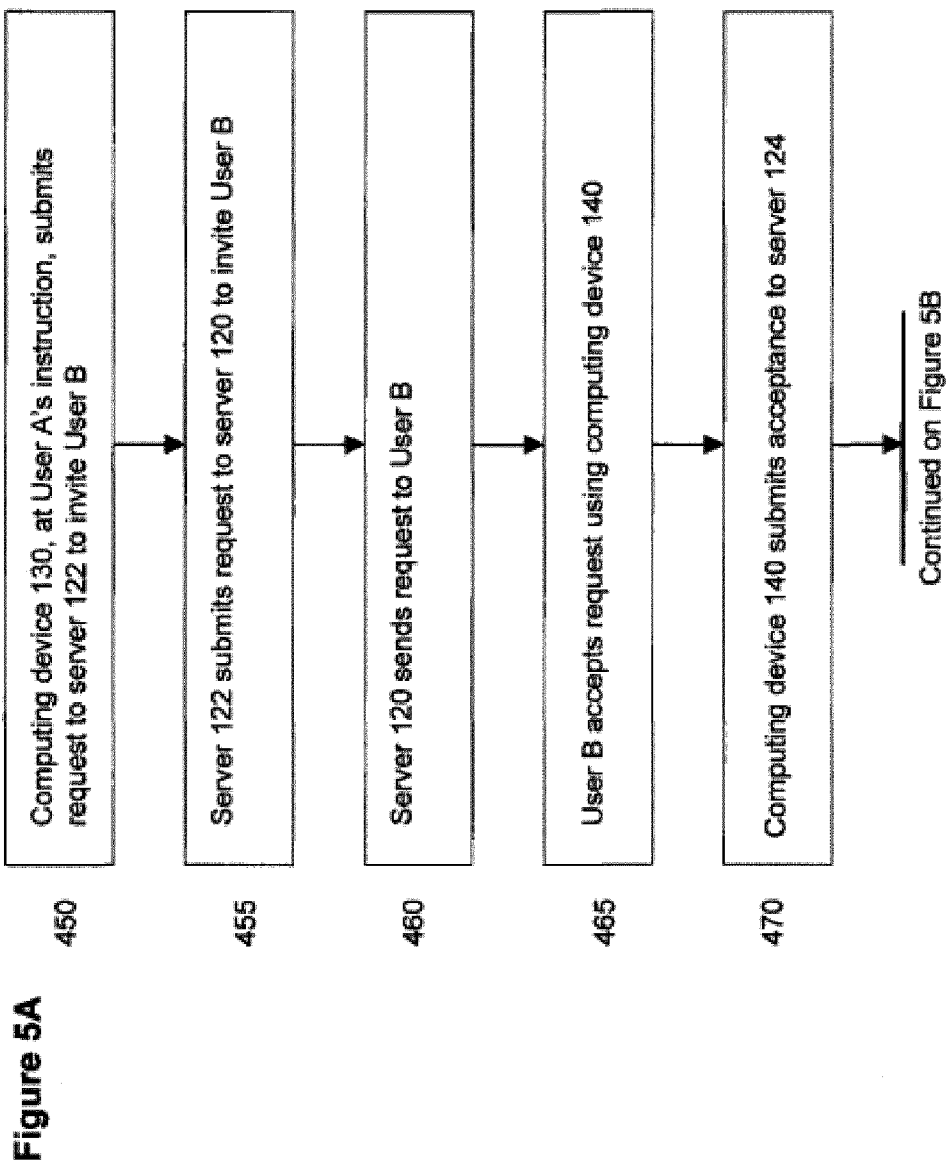 Figure 5A
450
Computing device 130, at User A's instruction, submits
request to server 122 to invite User B
455
Server 122 submits request to server 120 to invite User B
460
Server 120 sends request to User B
465
User B accepts request using computing device 140
470
Computing device 140 submits acceptance to server 124
Continued on Figure 5B